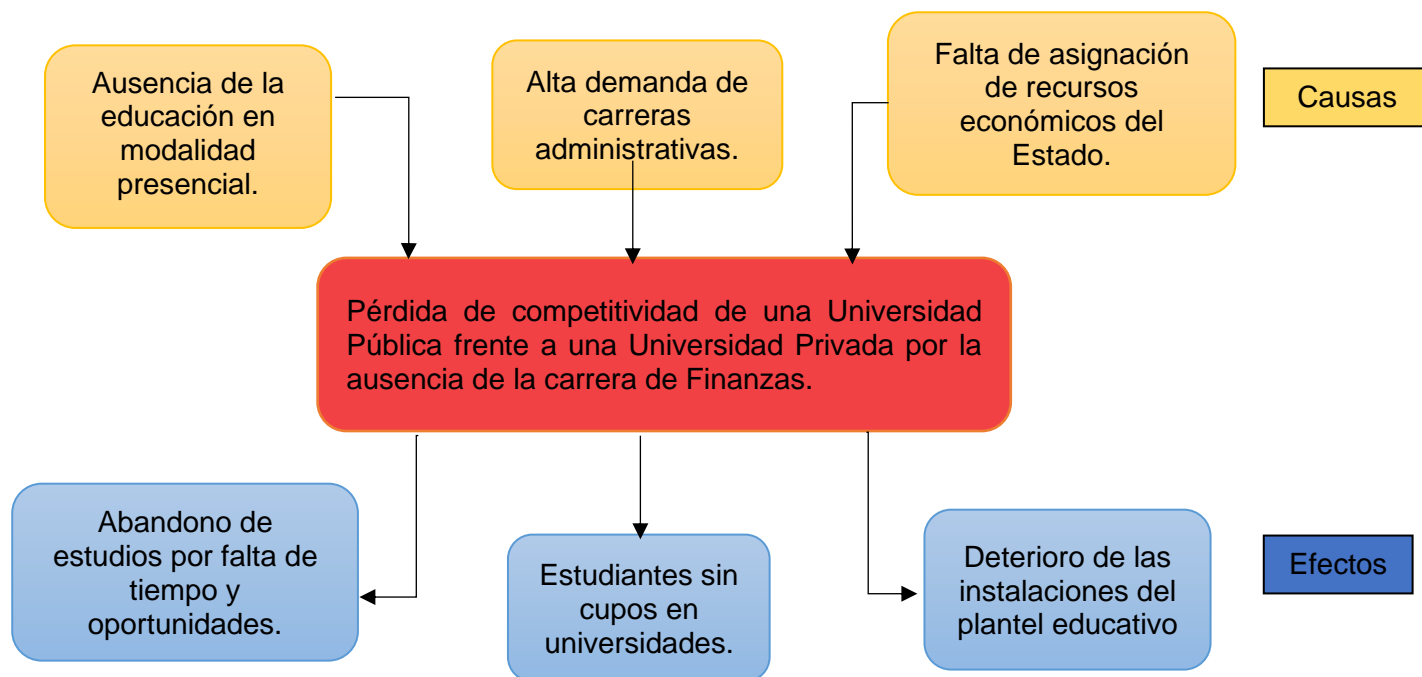 Ausencia de la
educación en
modalidad
presencial.
Alta demanda de
carreras
administrativas.
Falta de asignación
de recursos
económicos del
Estado.
Causas
Pérdida de competitividad de una Universidad
Pública frente a una Universidad Privada por la
ausencia de la carrera de Finanzas.
Abandono de
estudios por falta de
tiempo y
oportunidades.
Estudiantes sin
cupos en
universidades.
Deterioro de las
instalaciones del
plantel educativo
Efectos